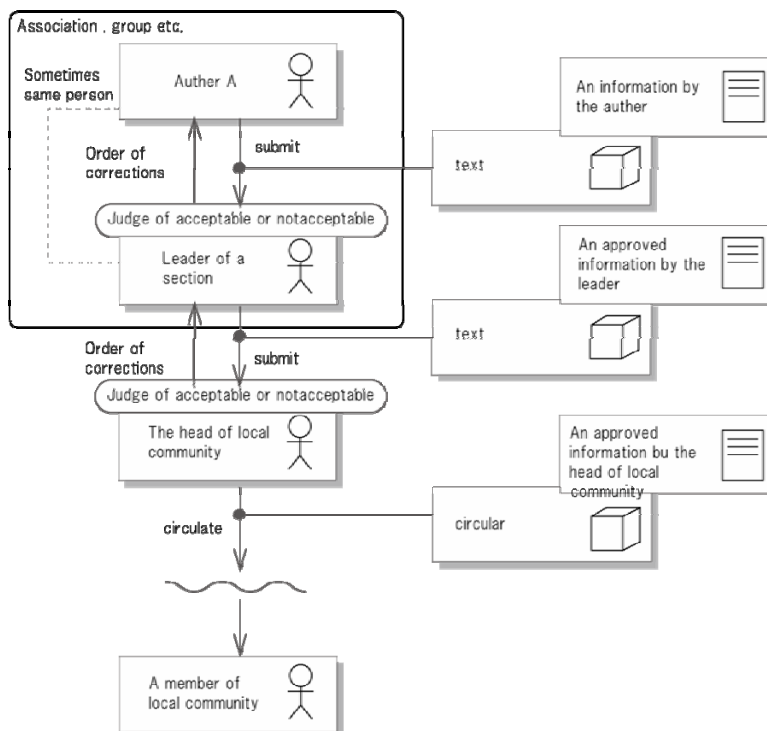 Association , group etc.
Auther A
Sometimes
same person
Order of
corrections
submit
An information by
the auther
text
Judge of acceptable or notacceptable
Leader of a
section
An approved
information by the
leader
text
Order of
corrections
submit
Judge of acceptable or notacceptable
The head of local
community
An approved
information bu the
head of local
community
circular
circulate
A member of
local community